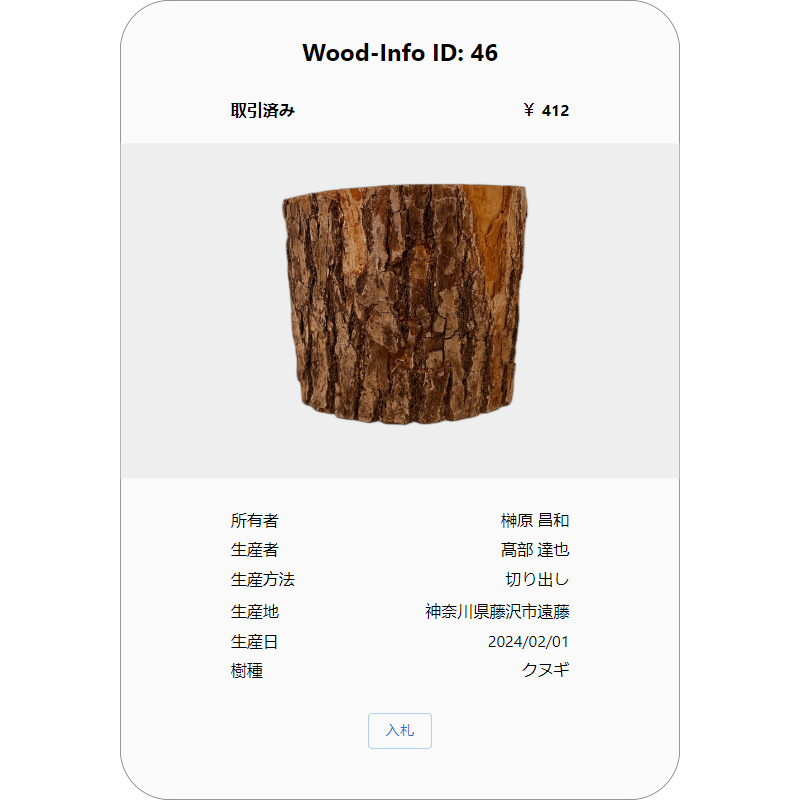 Wood-Info ID: 46
取引済み ¥ 412
所有者 榊原 昌和
生産者 高部 達也
生産方法 切り出し
生産地 神奈川県藤沢市遠藤
生産日 2024/02/01
樹種 クヌギ
入札